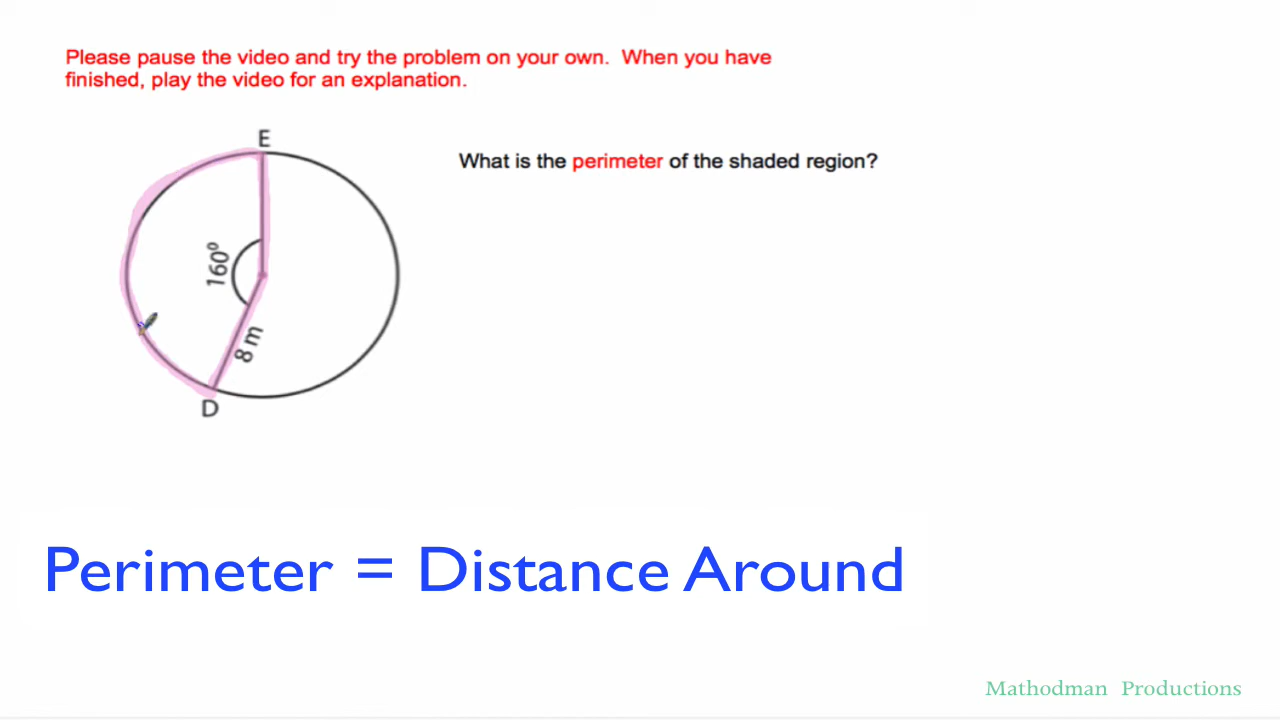 Please pause the video and try the problem on your own. When you have
finished, play the video for an explanation.
E
What is the perimeter of the shaded region?
160º
8 m
D
Perimeter = Distance Around
Mathodman Productions